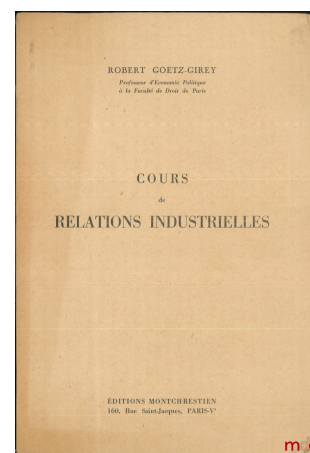 ROBERT GOETZ-GIREY
Professeur d'Economie Politique
à la Faculté de Droit de Paris
COURS
de
RELATIONS INDUSTRIELLES
ÉDITIONS MONTCHRESTIEN
160, Rue Saint-Jacques, PARIS-Vᵉ